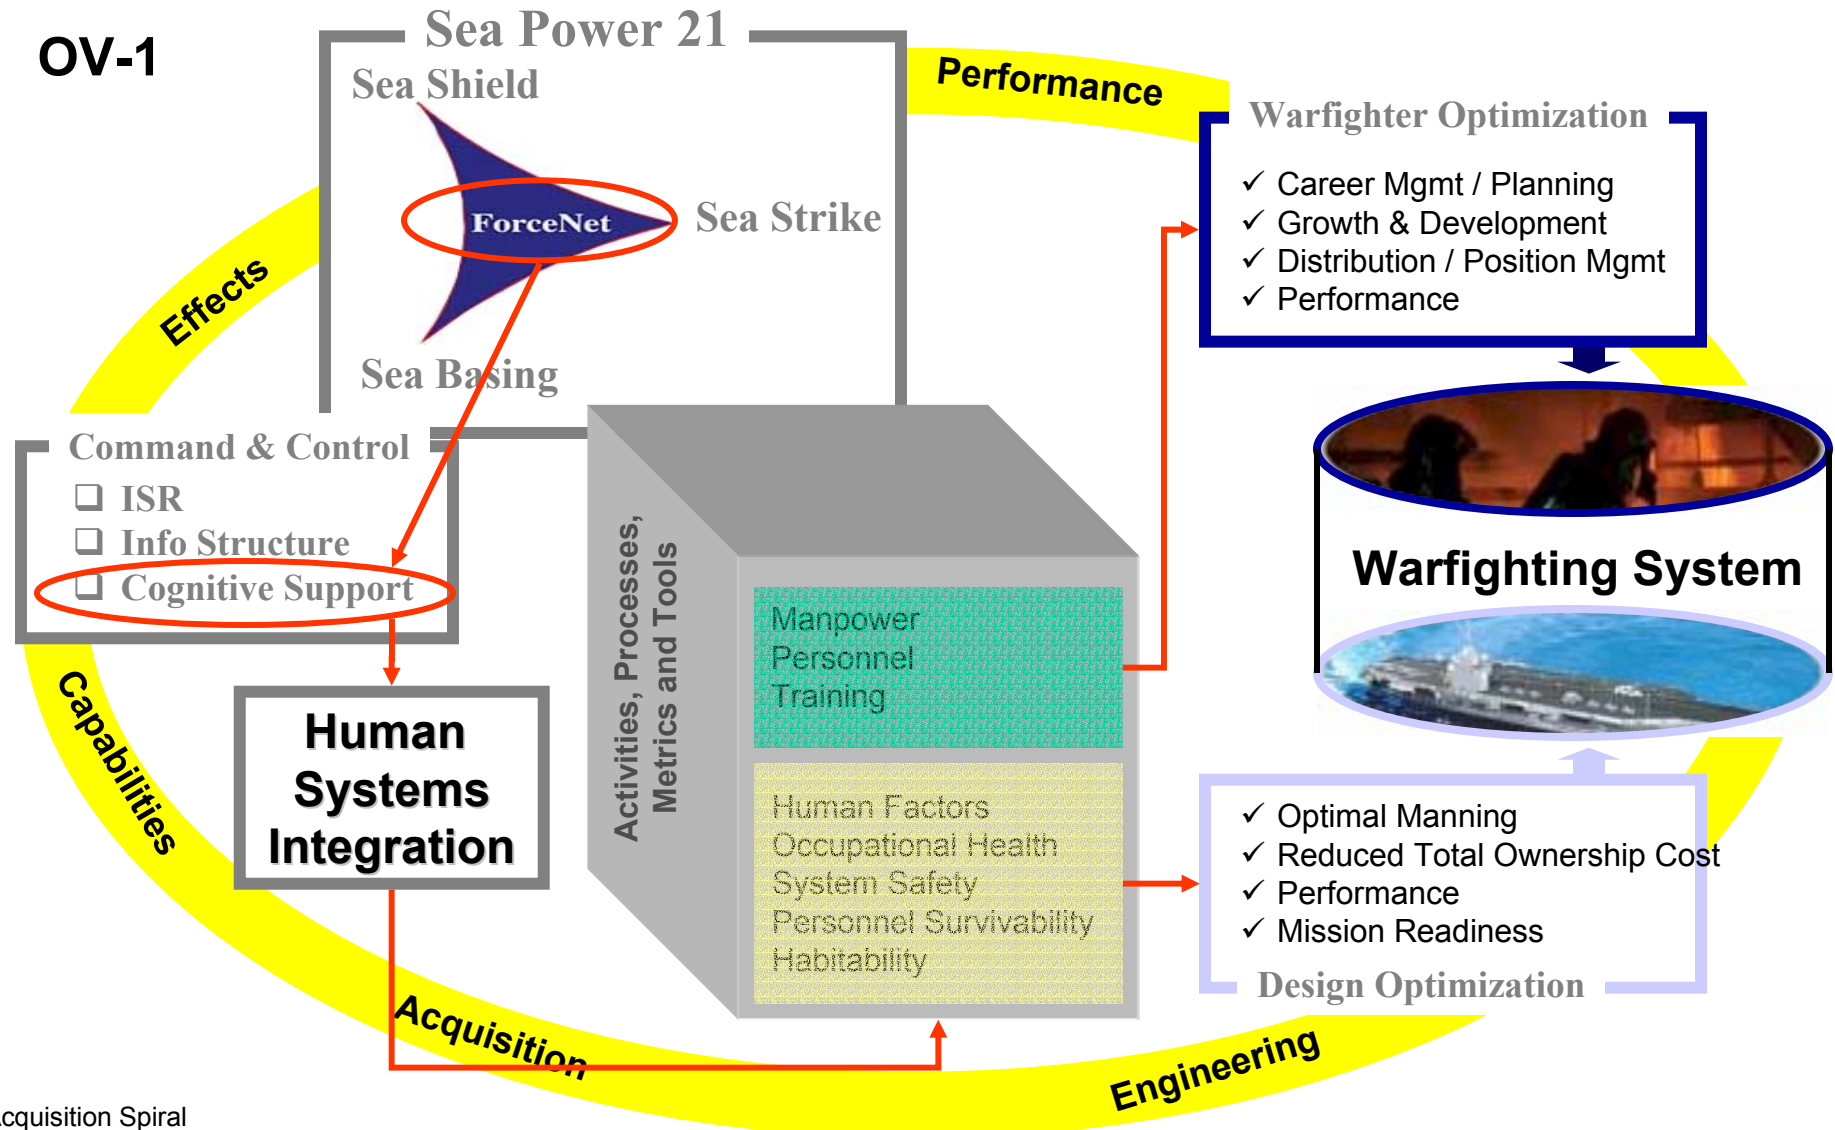 OV-1
Sea Power 21
Sea Shield
ForceNet
Sea Strike
Sea Basing
Performance
Effects
Capabilities
Acquisition
Engineering
Command & Control
ISR
Info Structure
Cognitive Support
Human
Systems
Integration
Activities, Processes,
Metrics and Tools
Manpower
Personnel
Training
Human Factors
Occupational Health
System Safety
Personnel Survivability
Habitability
Warfighter Optimization
✓ Career Mgmt / Planning
✓ Growth & Development
✓ Distribution / Position Mgmt
✓ Performance
Warfighting System
✓ Optimal Manning
✓ Reduced Total Ownership Cost
✓ Performance
✓ Mission Readiness
Design Optimization
Spiral